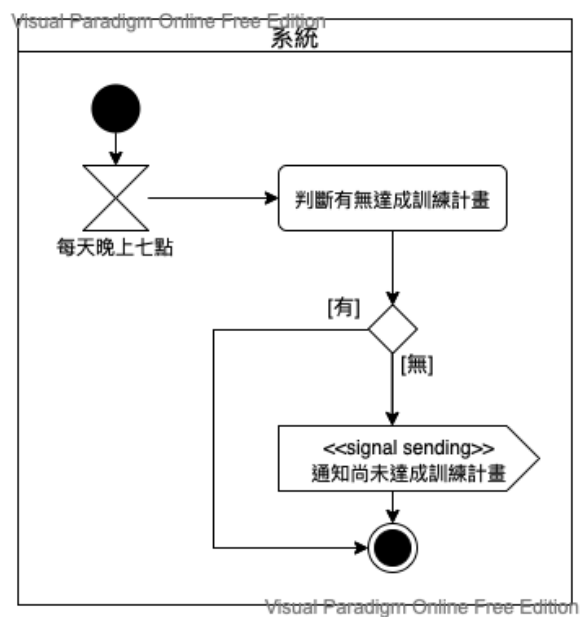 Visual Paradigm Online Free Edition
系統
每天晚上七點
判斷有無達成訓練計畫
[有]
[無]
<<signal sending>>
通知尚未達成訓練計畫
Visual Paradigm Online Free Edition